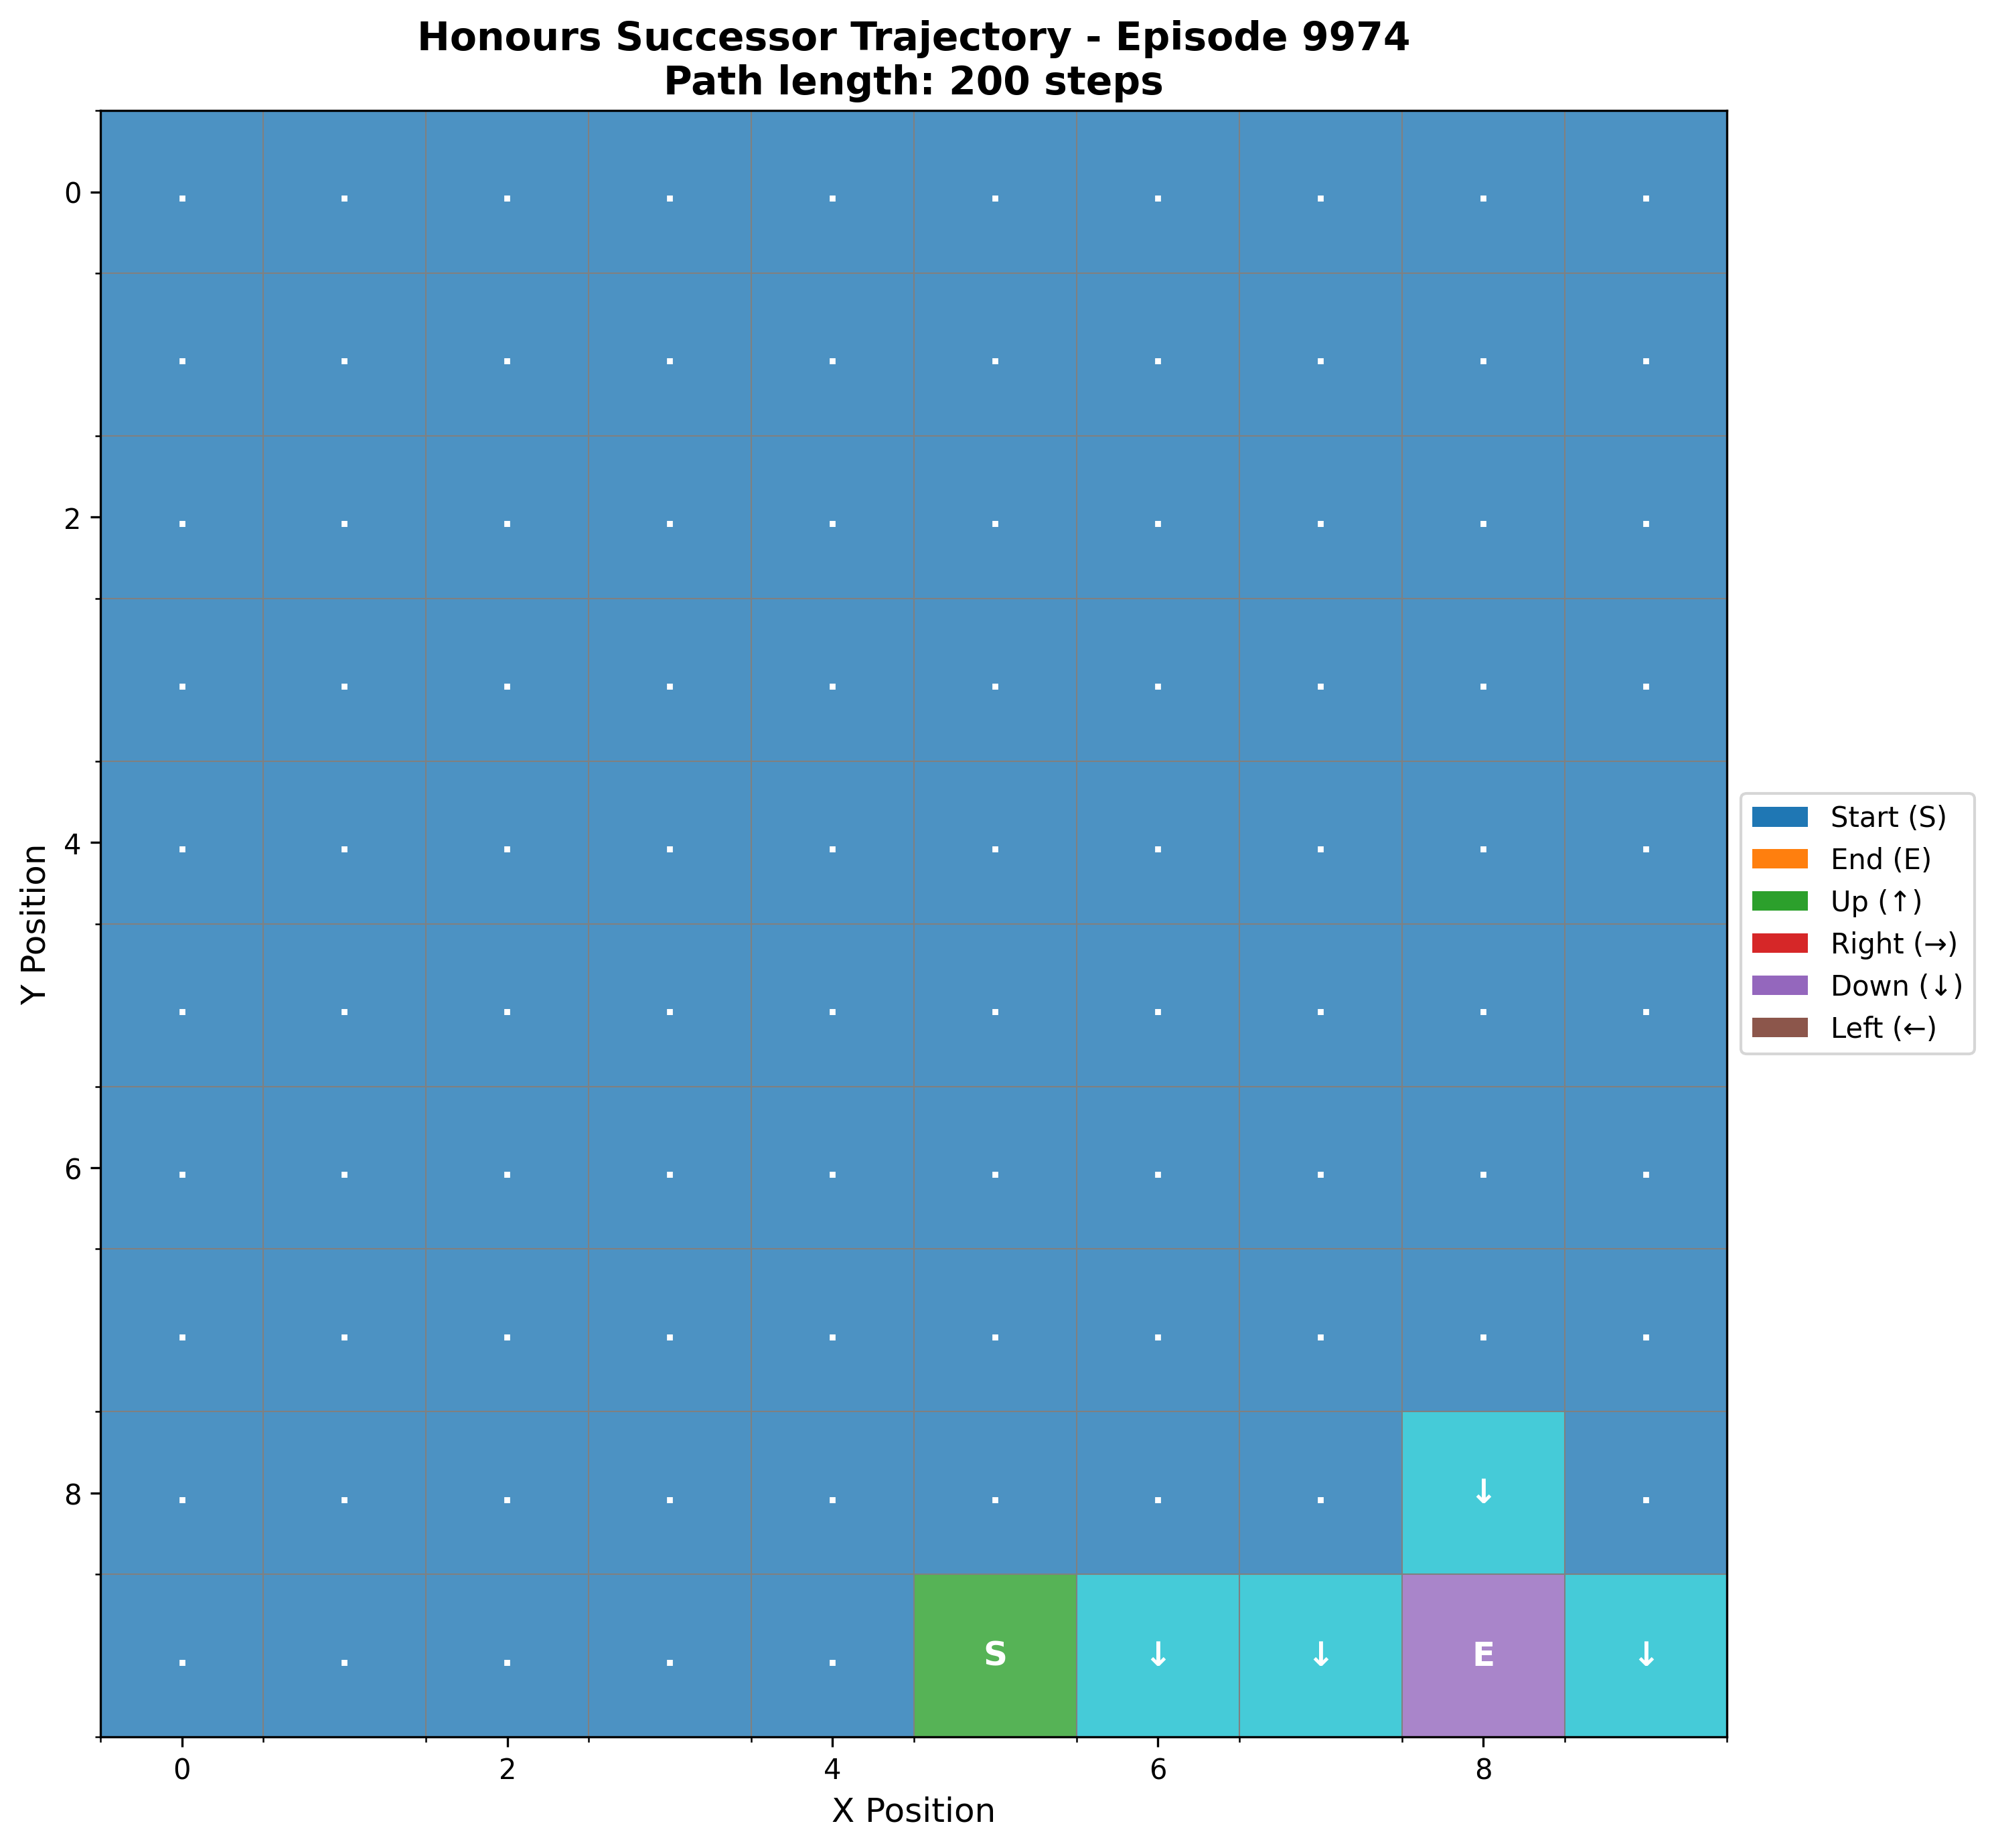 Honours Successor Trajectory - Episode 9974
Path length: 200 steps
0
2
4
6
8
Y Position
. . . . . . . . . .
. . . . . . . . . .
. . . . . . . . . .
. . . . . . . . . .
. . . . . . . . . .
. . . . . . . . . .
. . . . . . . . . .
. . . . . . . . . .
. . . . . . . . ↓ .
. . . . . S ↓ ↓ E ↓
0 2 4 6 8
X Position
Start (S)
End (E)
Up (↑)
Right (→)
Down (↓)
Left (←)